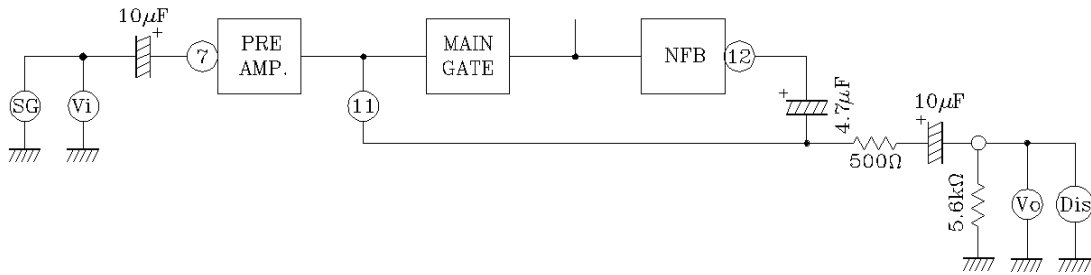 10μF
+
7
PRE
AMP.
MAIN
GATE
NFB
12
SG
Vi
11
+
4.7μF
10μF
+
500Ω
5.6kΩ
Vo
Dis